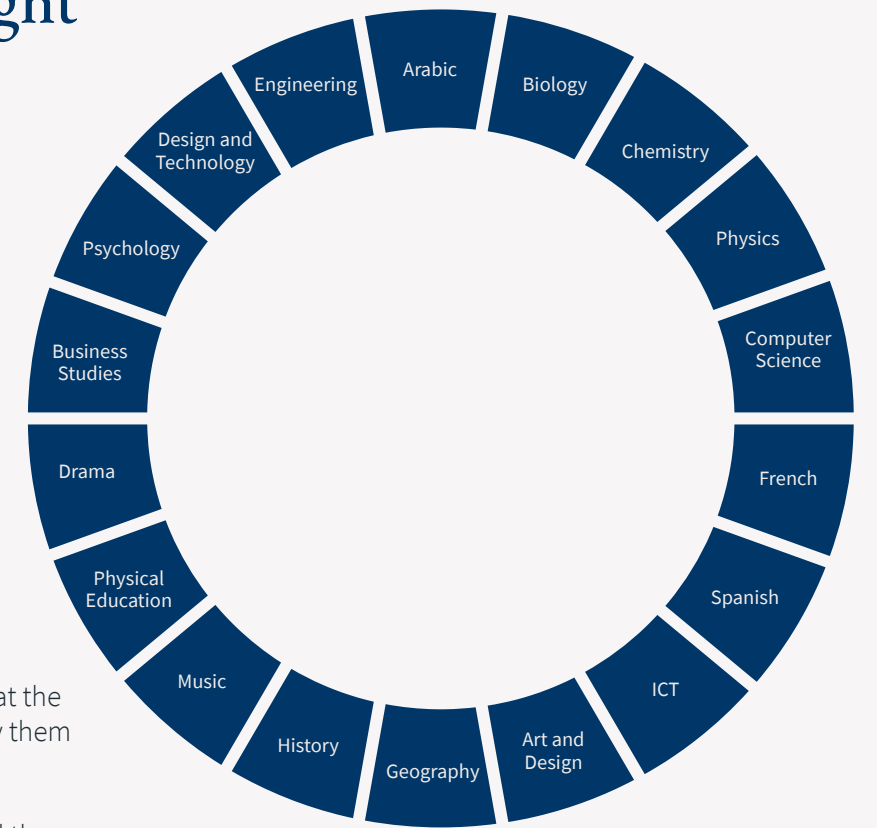 ght
Arabic
Biology
Chemistry
Physics
Computer
Science
French
Spanish
ICT
Art and
Design
Geography
History
Music
Physical
Education
Drama
Business
Studies
Psychology
Design and
Technology
Engineering
at the
them